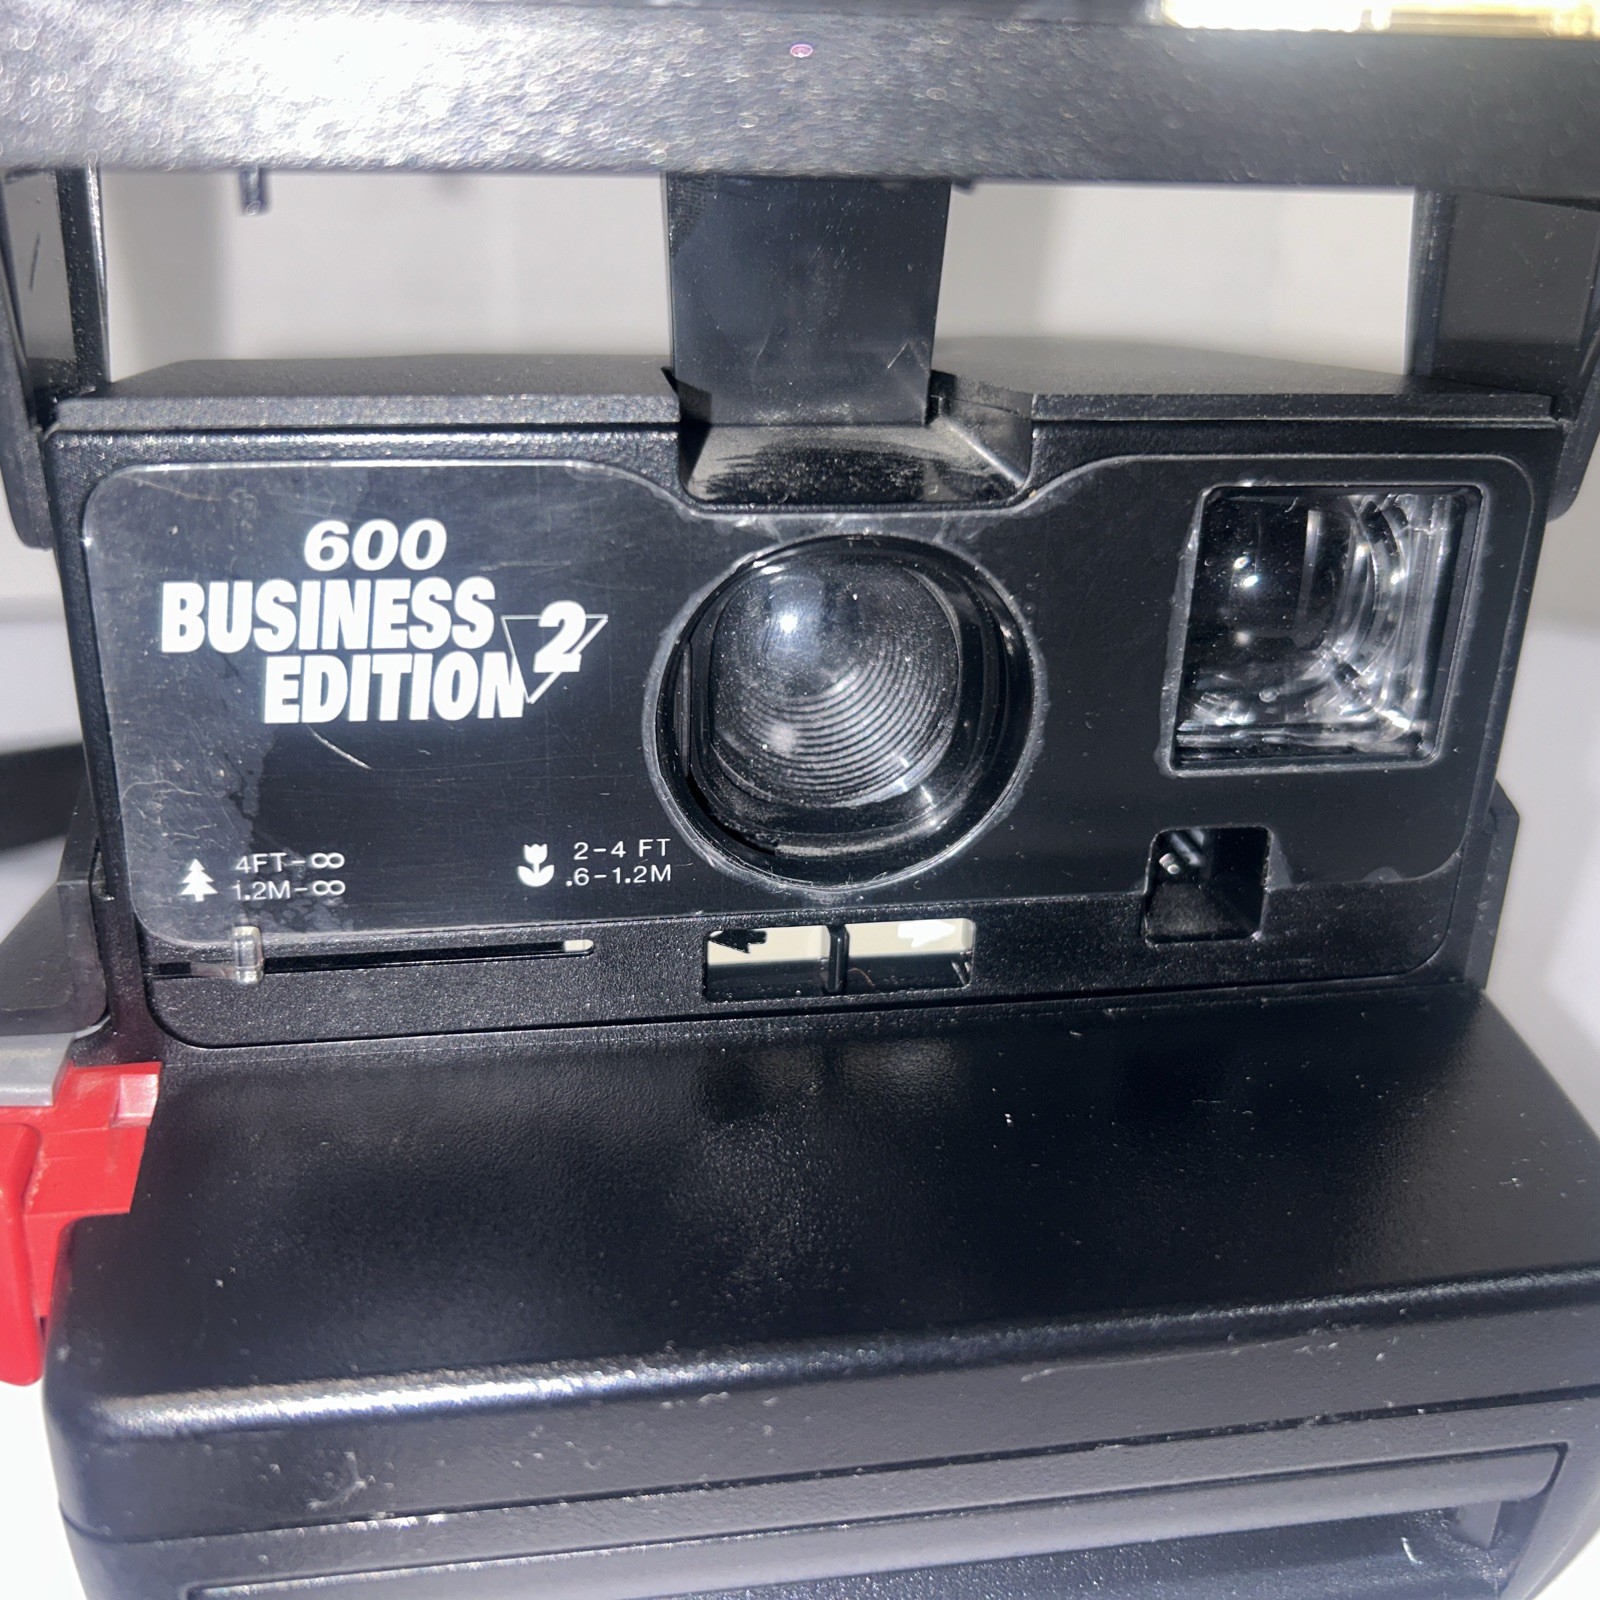 600
BUSINESS
EDITION 2
4FT-∞
1.2M-∞
2-4 FT
.6-1.2M